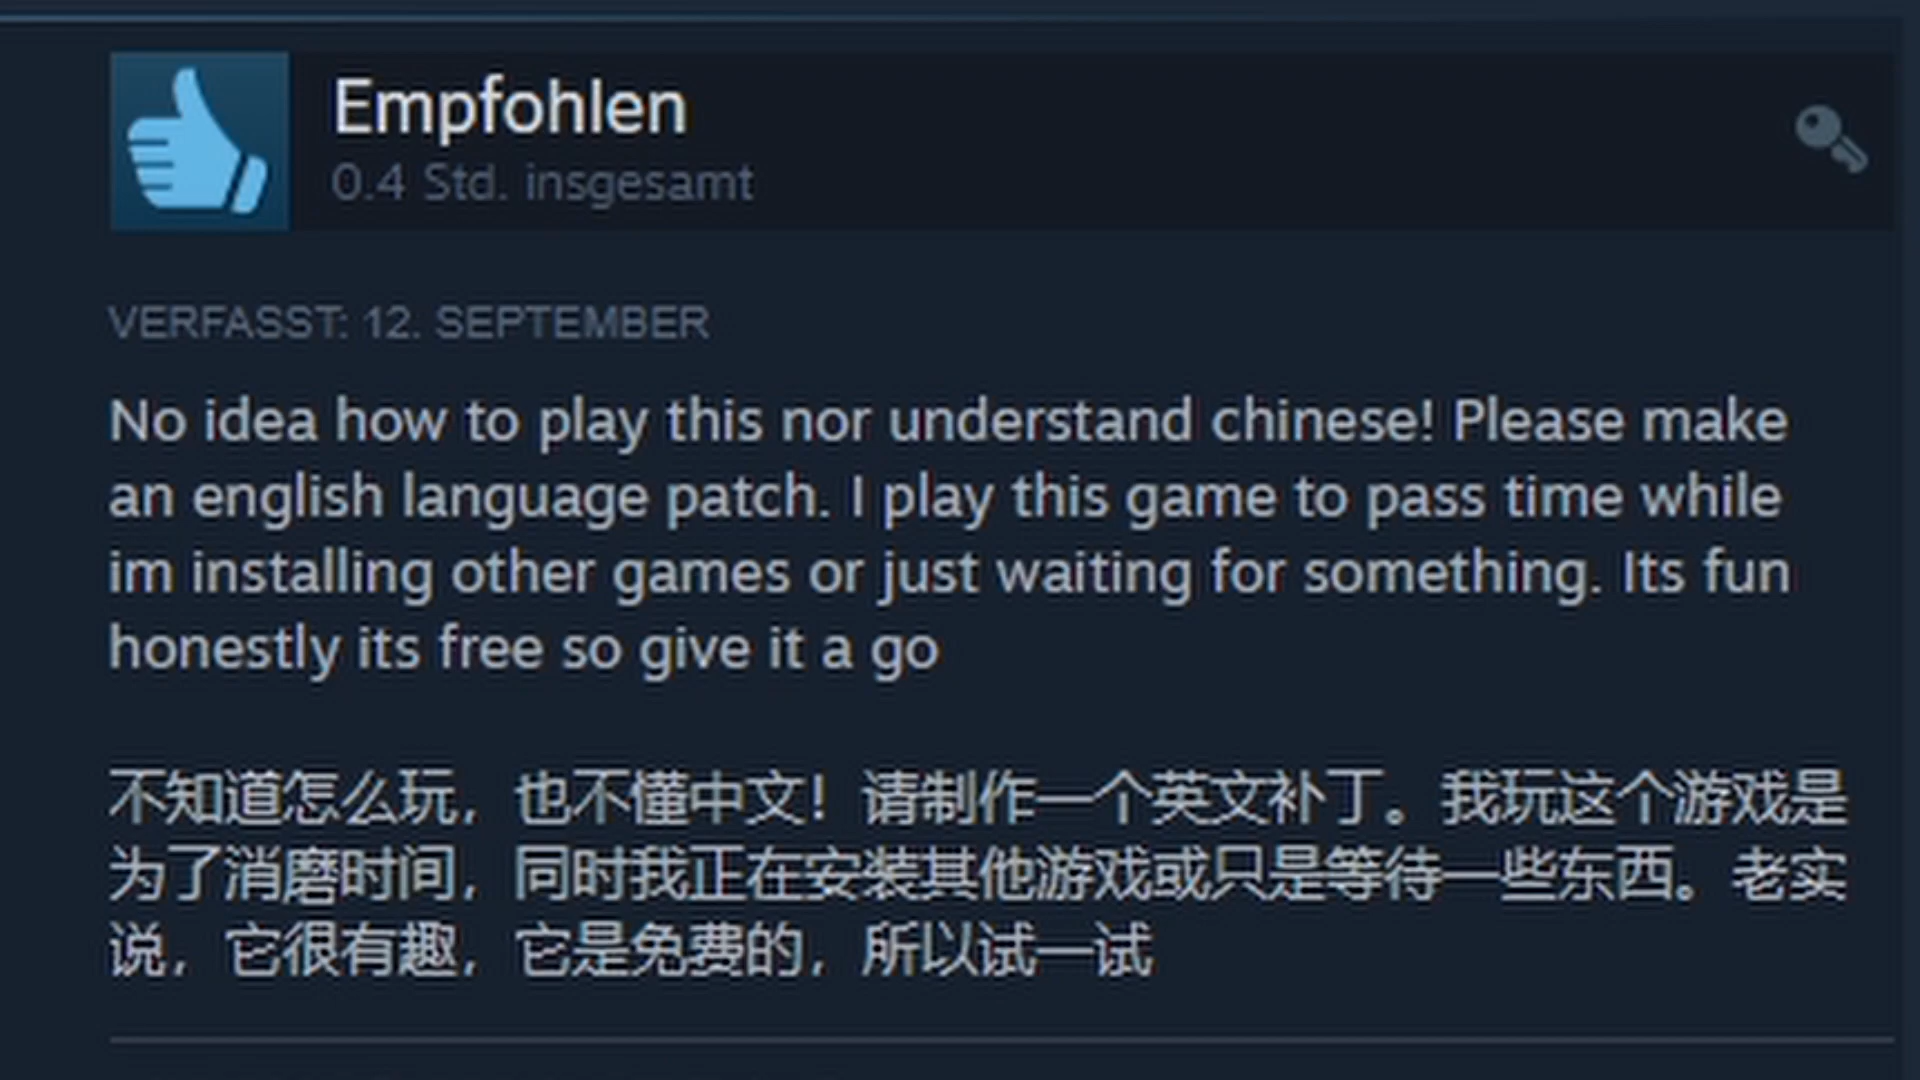 Empfohlen
0.4 Std. insgesamt
VERFASST: 12. SEPTEMBER
No idea how to play this nor understand chinese! Please make
an english language patch. I play this game to pass time while
im installing other games or just waiting for something. Its fun
honestly its free so give it a go
不知道怎么玩，也不懂中文！请制作一个英文补丁。我玩这个游戏是
为了消磨时间，同时我正在安装其他游戏或只是等待一些东西。老实
说，它很有趣，它是免费的，所以试一试